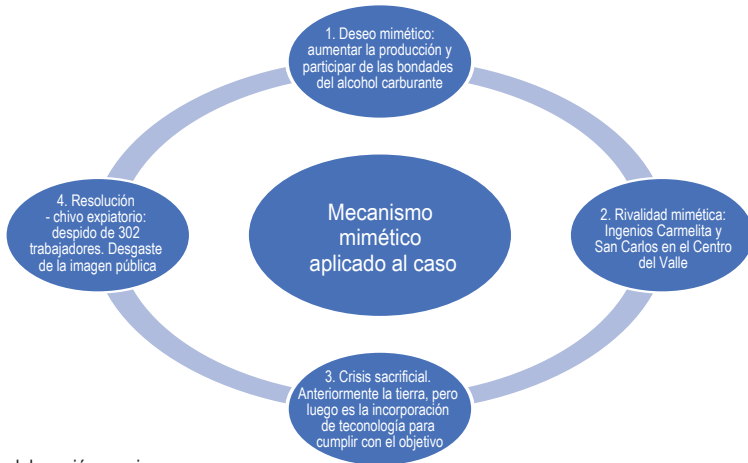 1. Deseo mimético:
aumentar la producción y
participar de las bondades
del alcohol carburante
4. Resolución
- chivo expiatorio:
despido de 302
trabajadores. Desgaste
de la imagen pública
Mecanismo
mimético
aplicado al caso
2. Rivalidad mimética:
Ingenios Carmelita y
San Carlos en el Centro
del Valle
3. Crisis sacrificial.
Anteriormente la tierra, pero
luego es la incorporación
de teconología para
cumplir con el objetivo